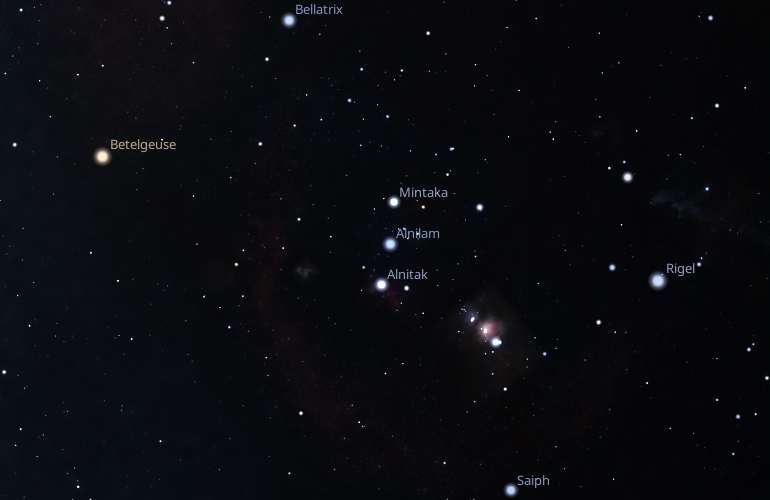 Bellatrix
Betelgeuse
Mintaka
Alnilam
Alnitak
Rigel
Saiph